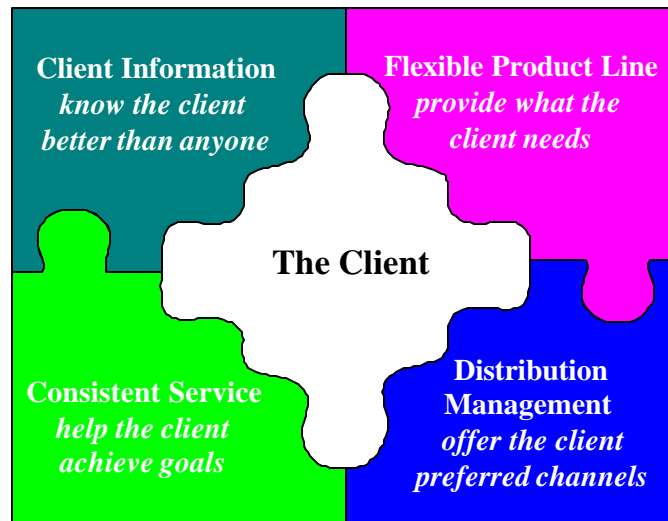 Client Information
know the client
better than anyone
Flexible Product Line
provide what the
client needs
The Client
Consistent Service
help the client
achieve goals
Distribution
Management
offer the client
preferred channels